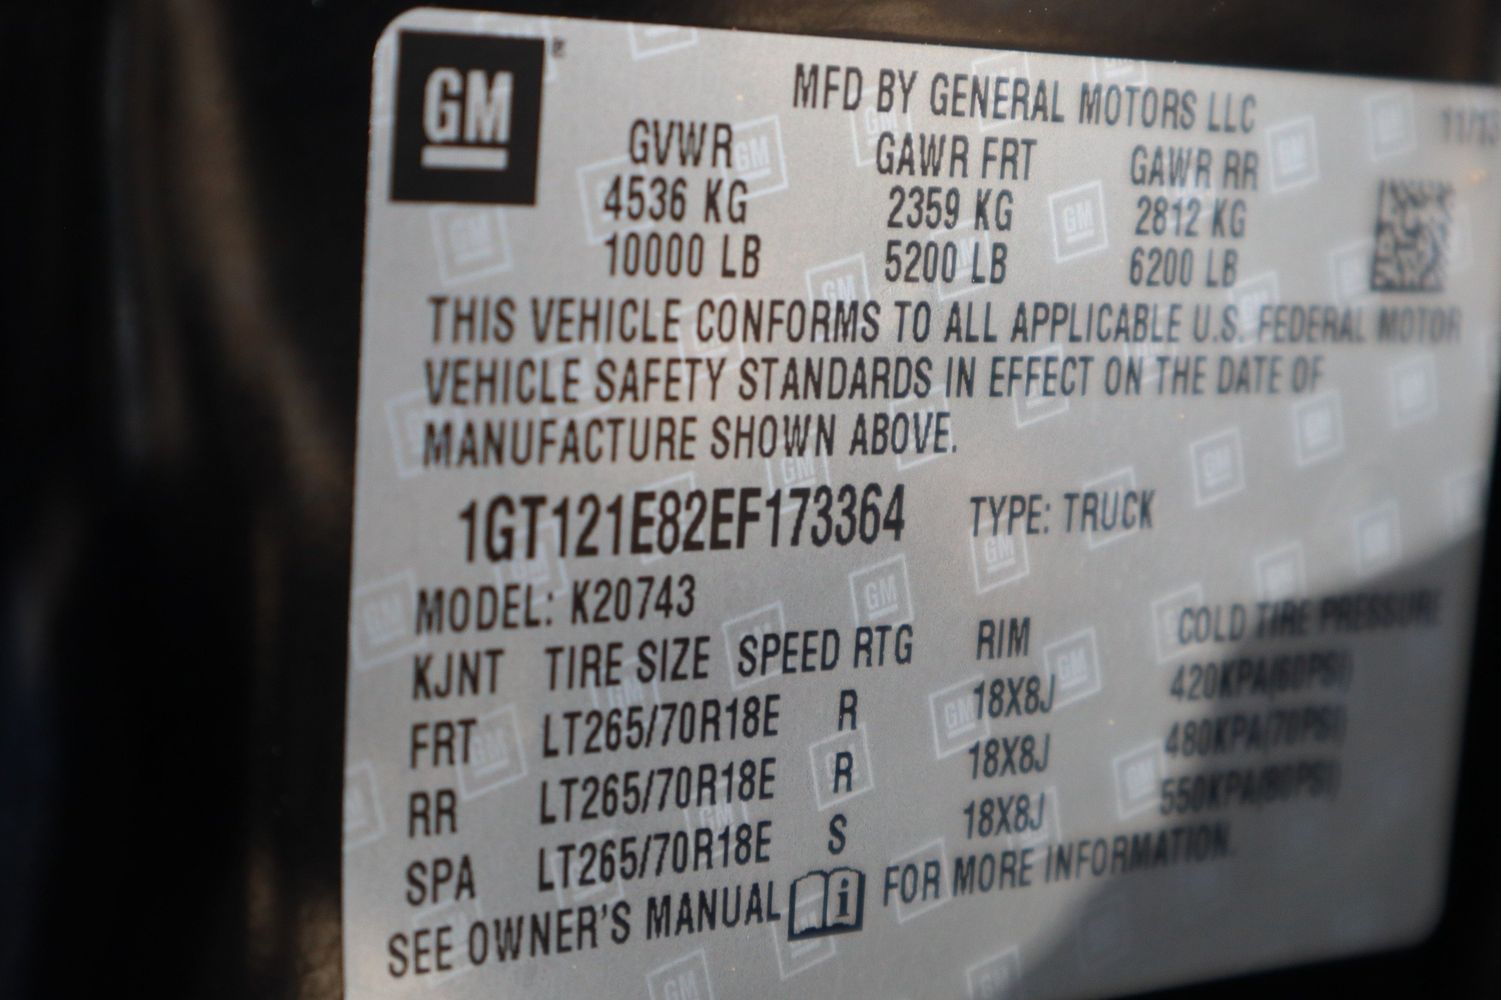 GM
MFD BY GENERAL MOTORS LLC
GVWR GAWR FRT GAWR RR
4536 KG 2359 KG 2812 KG
10000 LB 5200 LB 6200 LB
THIS VEHICLE CONFORMS TO ALL APPLICABLE U.S. FEDERAL MOTOR
VEHICLE SAFETY STANDARDS IN EFFECT ON THE DATE OF
MANUFACTURE SHOWN ABOVE.
1GT121E82EF173364 TYPE: TRUCK
MODEL: K20743
KJNT TIRE SIZE SPEED RTG RIM COLD TIRE PRESSURE
FRT LT265/70R18E R 18X8J 420KPA(60PSI)
RR LT265/70R18E R 18X8J 480KPA(70PSI)
SPA LT265/70R18E S 18X8J 550KPA(80PSI)
SEE OWNER'S MANUAL i FOR MORE INFORMATION.